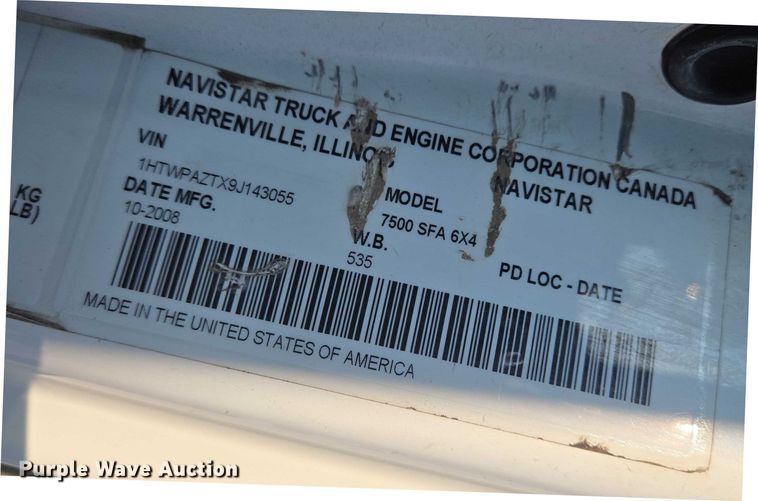 NAVISTAR TRUCK AND ENGINE CORPORATION CANADA
WARRENVILLE, ILLINOIS NAVISTAR
VIN
1HTWPAZTX9J143055
MODEL
DATE MFG.
7500 SFA 6X4
10-2008
W.B.
535
PD LOC - DATE
MADE IN THE UNITED STATES OF AMERICA
KG
LB)
Purple Wave Auction